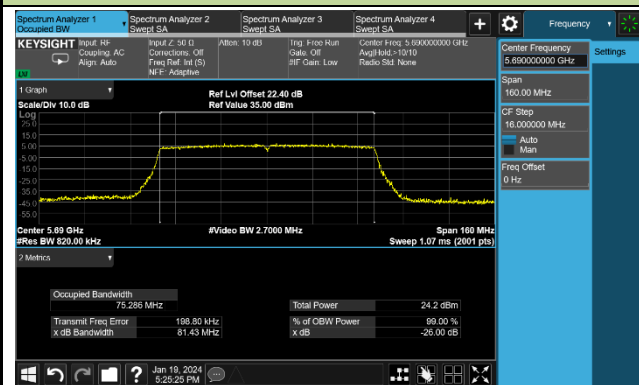 Spectrum Analyzer 1
Occupied BW
Spectrum Analyzer 2
Swept SA
Spectrum Analyzer 3
Swept SA
Spectrum Analyzer 4
Swept SA
+
Frequency
KEYSIGHT
Input: RF
Coupling: AC
Align: Auto
Input Z: 50 Ω
Corrections: Off
Freq Ref: Int (S)
NFE: Adaptive
Atten: 10 dB
Trig: Free Run
Gate: Off
#IF Gain: Low
Center Freq: 5.690000000 GHz
Avg|Hold:>10/10
Radio Std: None
LVI
Center Frequency
5.690000000 GHz
Settings
Span
160.00 MHz
CF Step
16.000000 MHz
Auto
Man
Freq Offset
0 Hz
1 Graph
Scale/Div 10.0 dB
Ref Lvl Offset 22.40 dB
Ref Value 35.00 dBm
Log
25.0
15.0
5.00
-5.00
-15.0
-25.0
-35.0
-45.0
-55.0
Center 5.69 GHz
#Res BW 820.00 kHz
#Video BW 2.7000 MHz
Span 160 MHz
Sweep 1.07 ms (2001 pts)
2 Metrics
Occupied Bandwidth
75.286 MHz
Total Power 24.2 dBm
Transmit Freq Error 198.80 kHz
% of OBW Power 99.00 %
x dB Bandwidth 81.43 MHz
x dB -26.00 dB
?
Jan 19, 2024
5:25:25 PM